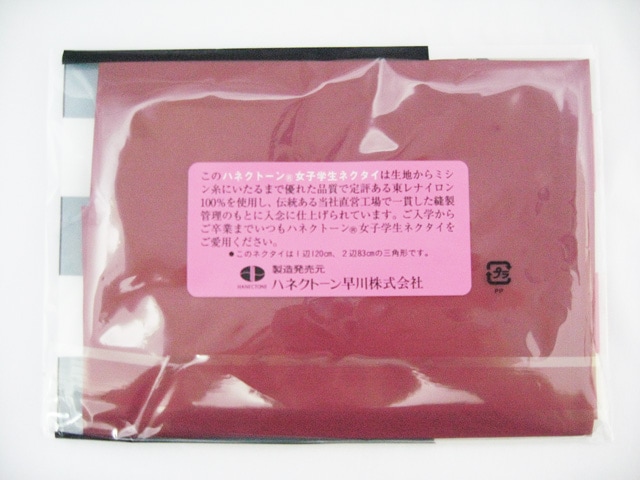 このハネクトーン®女子学生ネクタイは生地からミシ
ン糸にいたるまで優れた品質で定評ある東レナイロン
100%を使用し、伝統ある当社直営工場で一貫した縫製
管理のもとに入念に仕上げられています。ご入学から
ご卒業までいつもハネクトーン®女子学生ネクタイを
ご愛用ください。
●このネクタイは1辺120cm、2辺83cmの三角形です。
製造発売元
HANECTONE
ハネクトーン早川株式会社
プラ
PP